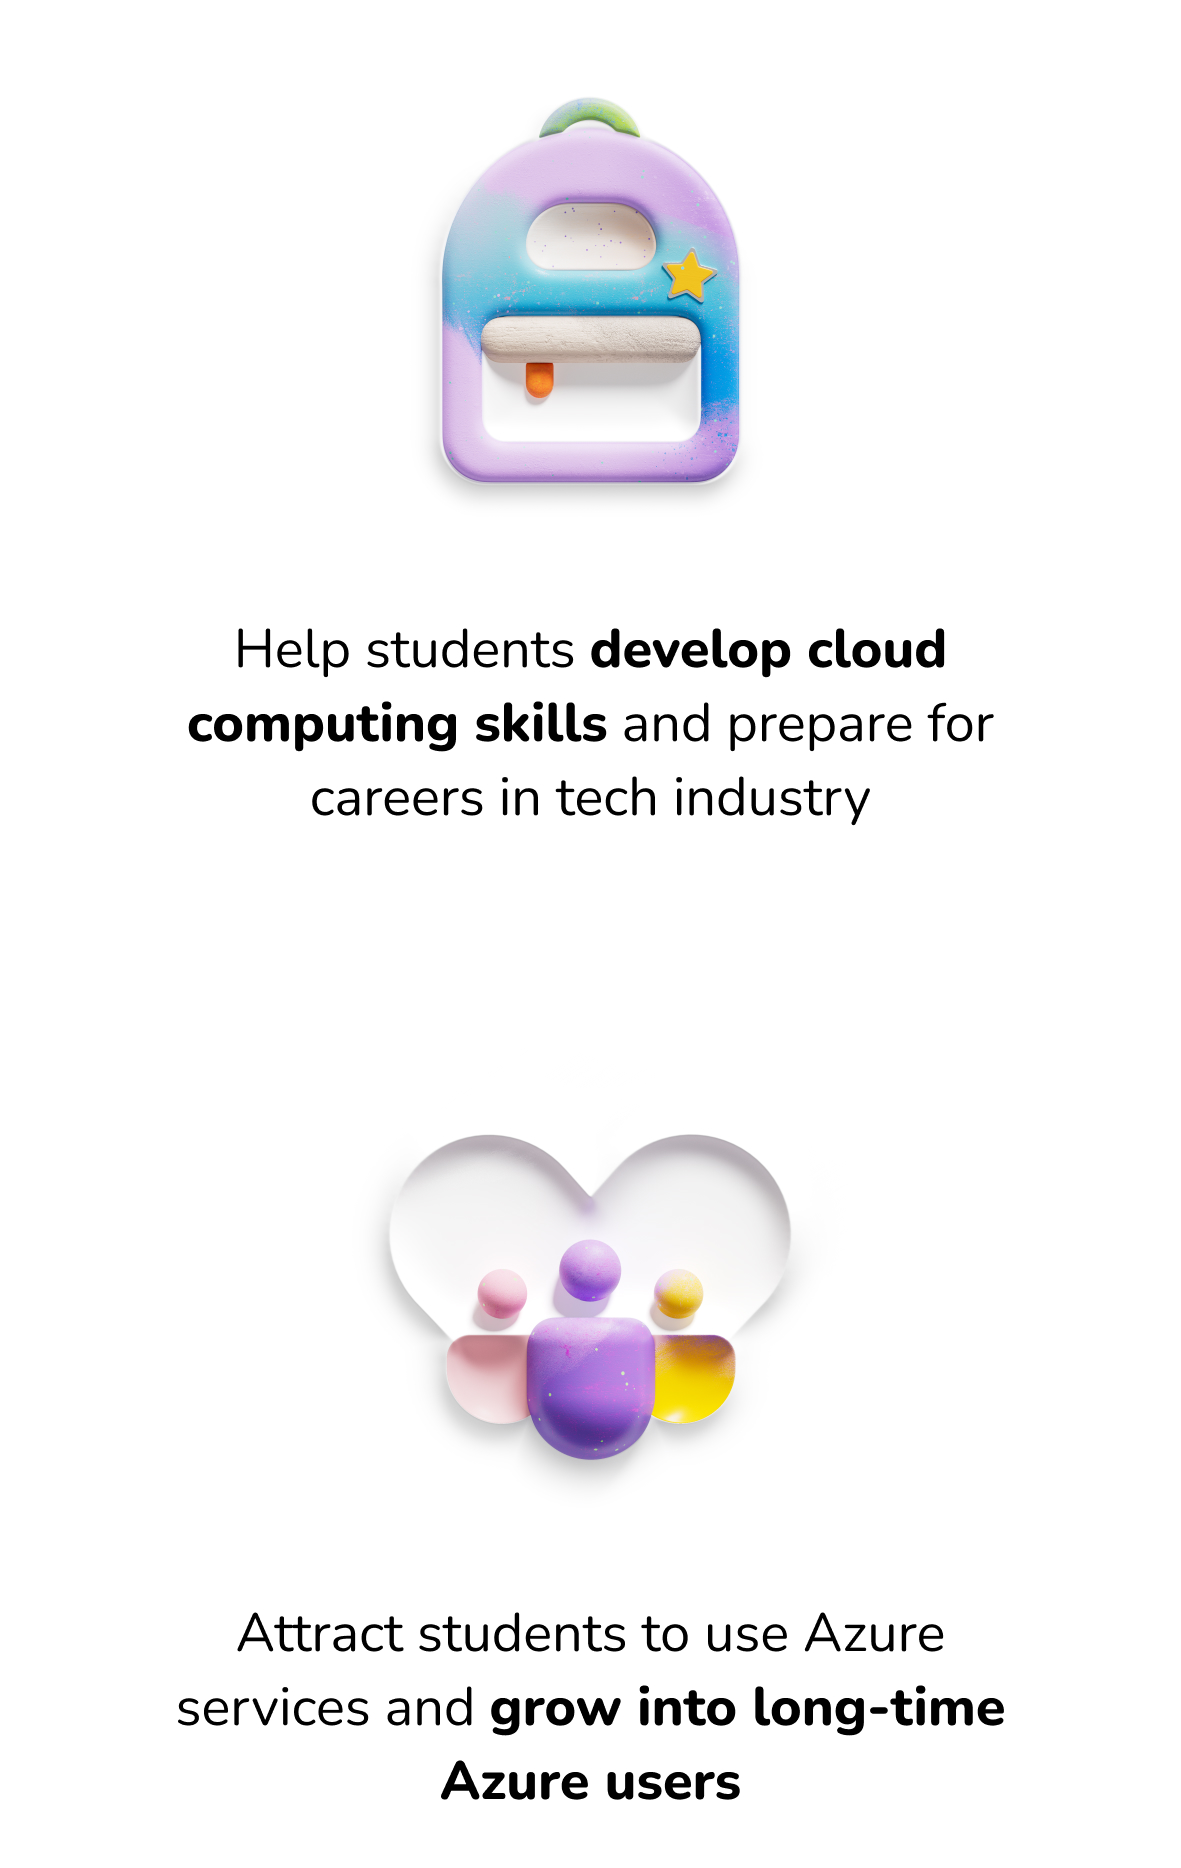 Help students develop cloud
computing skills and prepare for
careers in tech industry
Attract students to use Azure
services and grow into long-time
Azure users